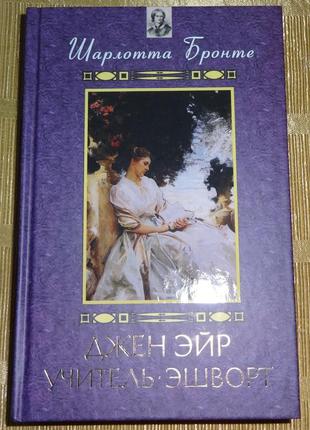 Шарлотта Бронте
ДЖЕН ЭЙР
УЧИТЕЛЬ·ЭШВОРТ